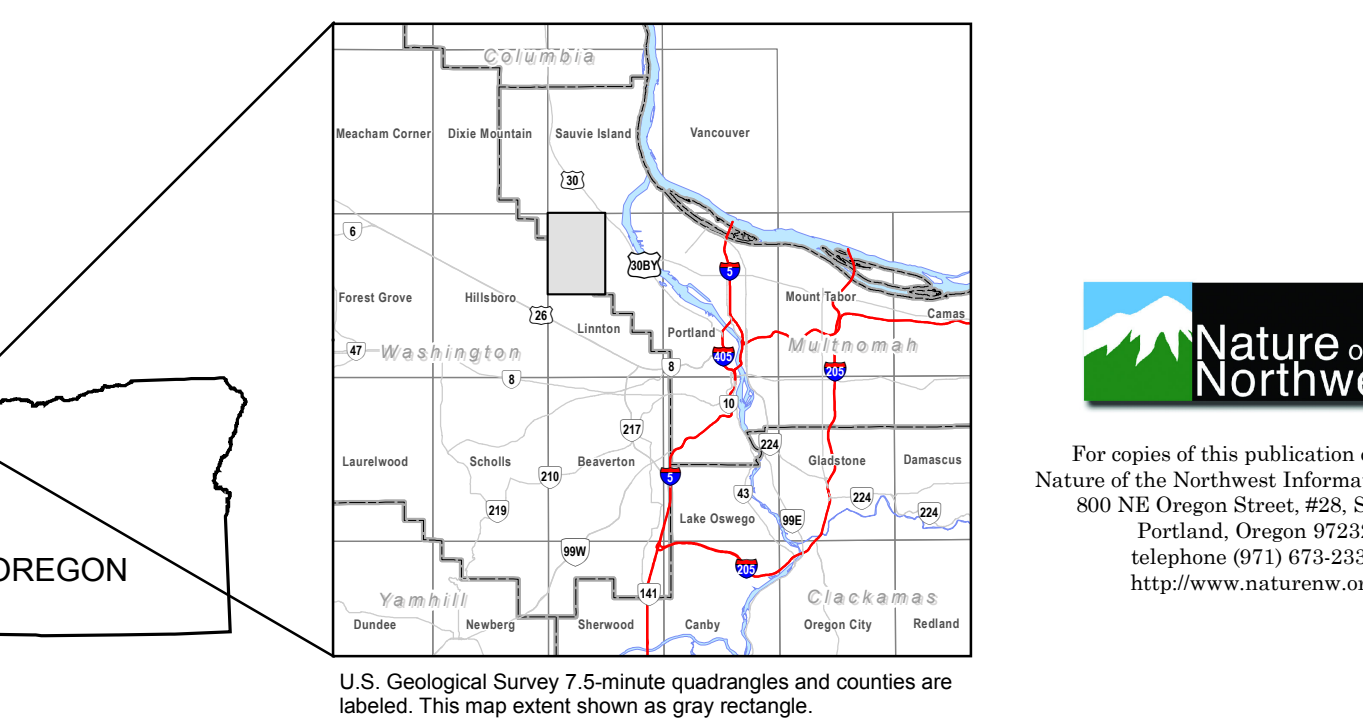 Columbia
Meacham Corner
Dixie Mountain
Sauvie Island
Vancouver
30
6
30BY
5
Forest Grove
Hillsboro
26
Mount Tabor
Camas
Linnton
Portland
47
Washington
405
Multnomah
8
8
205
10
217
224
Laurelwood
Scholls
210
Beaverton
5
Gladstone
Damascus
219
43
Lake Oswego
99E
224
224
99W
205
141
Yamhill
Clackamas
Dundee
Newberg
Sherwood
Canby
Oregon City
Redland
OREGON
U.S. Geological Survey 7.5-minute quadrangles and counties are
labeled. This map extent shown as gray rectangle.
Nature
Northwe
For copies of this publication
Nature of the Northwest Informa
800 NE Oregon Street, #28, S
Portland, Oregon 9723
telephone (971) 673-233
http://www.naturenw.or